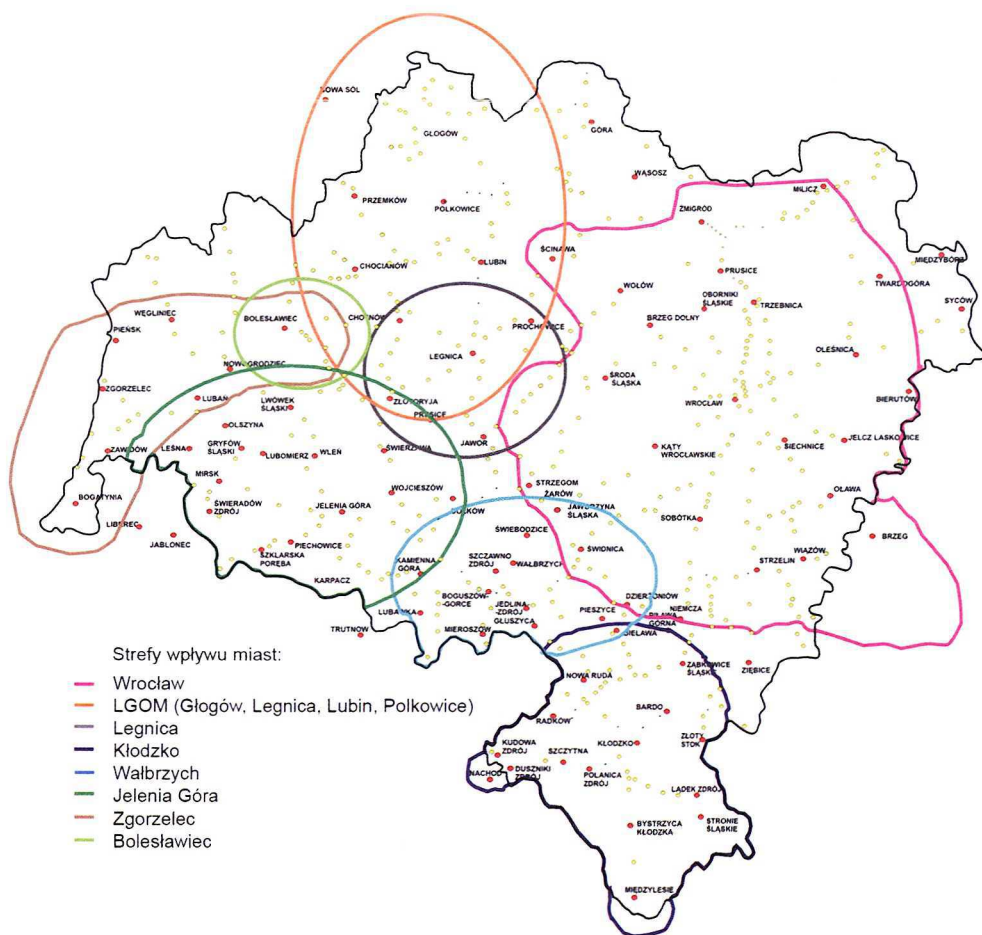 NOWA SÓL
GŁOGÓW
GÓRA
WĄSOSZ
PRZEMKÓW
POLKOWICE
MILICZ
ŻMIGRÓD
ŚCINAWA
CHOCIANÓW
LUBIN
MIĘDZYBÓRZ
PRUSICE
TWARDOGÓRA
WOŁÓW
OBORNIKI
ŚLĄSKIE
TRZEBNICA
SYCÓW
WĘGLINIEC
BOLESŁAWIEC
CHOJNÓW
PROCHOWICE
BRZEG DOLNY
PIEŃSK
LEGNICA
OLEŚNICA
NOWOGRODZIEC
ŚRODA
ŚLĄSKA
ZGORZELEC
LUBAŃ
LWÓWEK
ŚLĄSKI
ZŁOTORYJA
WROCŁAW
BIERUTÓW
OLSZYNA
JAWOR
ZAWIDÓW
LEŚNA
GRYFÓW
ŚLĄSKI
LUBOMIERZ
WLEŃ
ŚWIERZAWA
KĄTY
WROCŁAWSKIE
SIECHNICE
JELCZ LASKOWICE
MIRSK
STRZEGOM
ŻARÓW
BOGATYNIA
ŚWIERADÓW
ZDRÓJ
JELENIA GÓRA
WOJCIESZÓW
BOLKÓW
JAWORZYNA
ŚLĄSKA
OŁAWA
LIBEREC
SOBÓTKA
JABLONEC
ŚWIEBODZICE
BRZEG
SZKLARSKA
PORĘBA
PIECHOWICE
ŚWIDNICA
KAMIENNA
GÓRA
SZCZAWNO
ZDRÓJ
WAŁBRZYCH
STRZELIN
WIĄZÓW
KARPACZ
BOGUSZÓW-
GORCE
JEDLINA
-ZDRÓJ
GŁUSZYCA
LUBAWKA
PIESZYCE
DZIERŻONIÓW
NIEMCZA
PIŁAWA
GÓRNA
BIELAWA
TRUTNOW
MIEROSZÓW
ZĄBKOWICE
ŚLĄSKIE
ZIĘBICE
NOWA RUDA
RADKÓW
BARDO
KŁODZKO
ZŁOTY
STOK
KUDOWA
ZDRÓJ
SZCZYTNA
NACHOD
DUSZNIKI
ZDRÓJ
POLANICA
ZDRÓJ
LĄDEK ZDRÓJ
BYSTRZYCA
KŁODZKA
STRONIE
ŚLĄSKIE
MIĘDZYLESIE
Strefy wpływu miast:
Wrocław
LGOM (Głogów, Legnica, Lubin, Polkowice)
Legnica
Kłodzko
Wałbrzych
Jelenia Góra
Zgorzelec
Bolesławiec